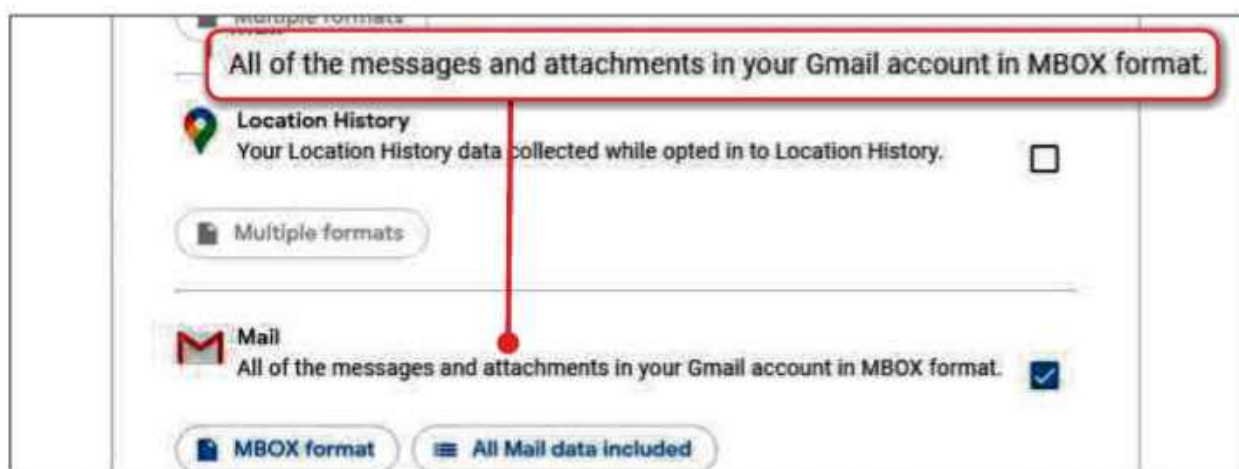 Multiple formats
All of the messages and attachments in your Gmail account in MBOX format.
Location History
Your Location History data collected while opted in to Location History.
Multiple formats
Mail
All of the messages and attachments in your Gmail account in MBOX format.
MBOX format
All Mail data included